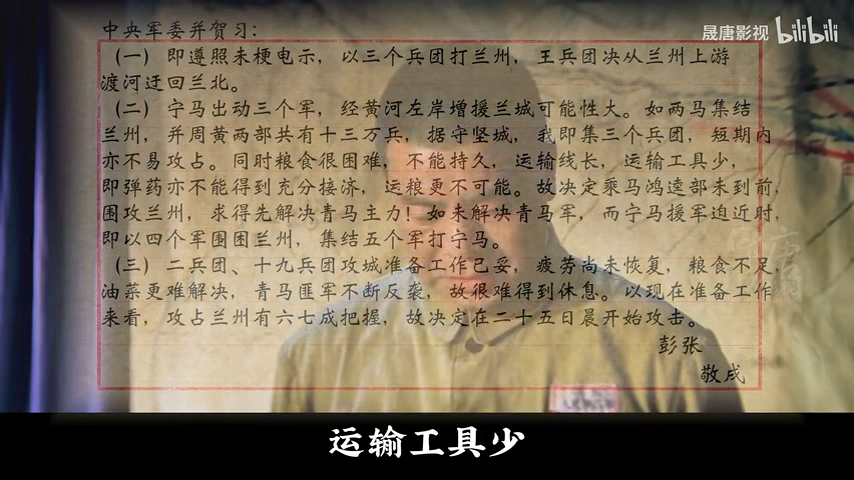 晟唐影视 bilibili
中央军委并贺习：
(一) 即遵照未梗电示，以三个兵团打兰州，王兵团决从兰州上游
渡河迂回兰北。
(二) 宁马出动三个军，经黄河左岸增援兰城可能性大。如两马集结
兰州，并周黄两部共有十三万兵，据守坚城，我即集三个兵团，短期内
亦不易攻占。同时粮食很困难，不能持久，运输线长，运输工具少，
即弹药亦不能得到充分接济，运粮更不可能。故决定乘马鸿逵部未到前，
围攻兰州，求得先解决青马主力！如未解决青马军，而宁马援军迫近时，
即以四个军围困兰州，集结五个军打宁马。
(三) 二兵团、十九兵团攻城准备工作已妥，疲劳尚未恢复，粮食不足，
油菜更难解决，青马匪军不断反袭，故很难得到休息。以现在准备工作
来看，攻占兰州有六七成把握，故决定在二十五日晨开始攻击。
彭张
敬戌
运输工具少